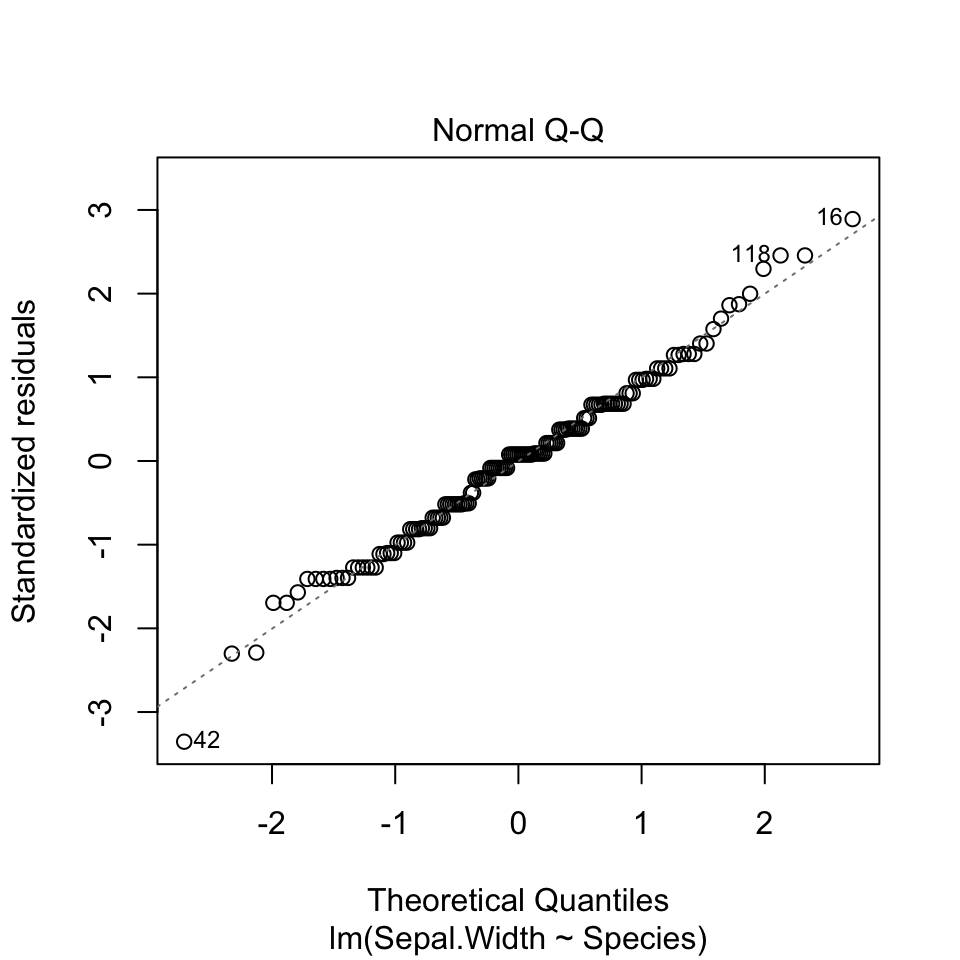 Normal Q-Q
Standardized residuals
3
2
1
0
-1
-2
-3
16
118
42
-2 -1 0 1 2
Theoretical Quantiles
lm(Sepal.Width ~ Species)